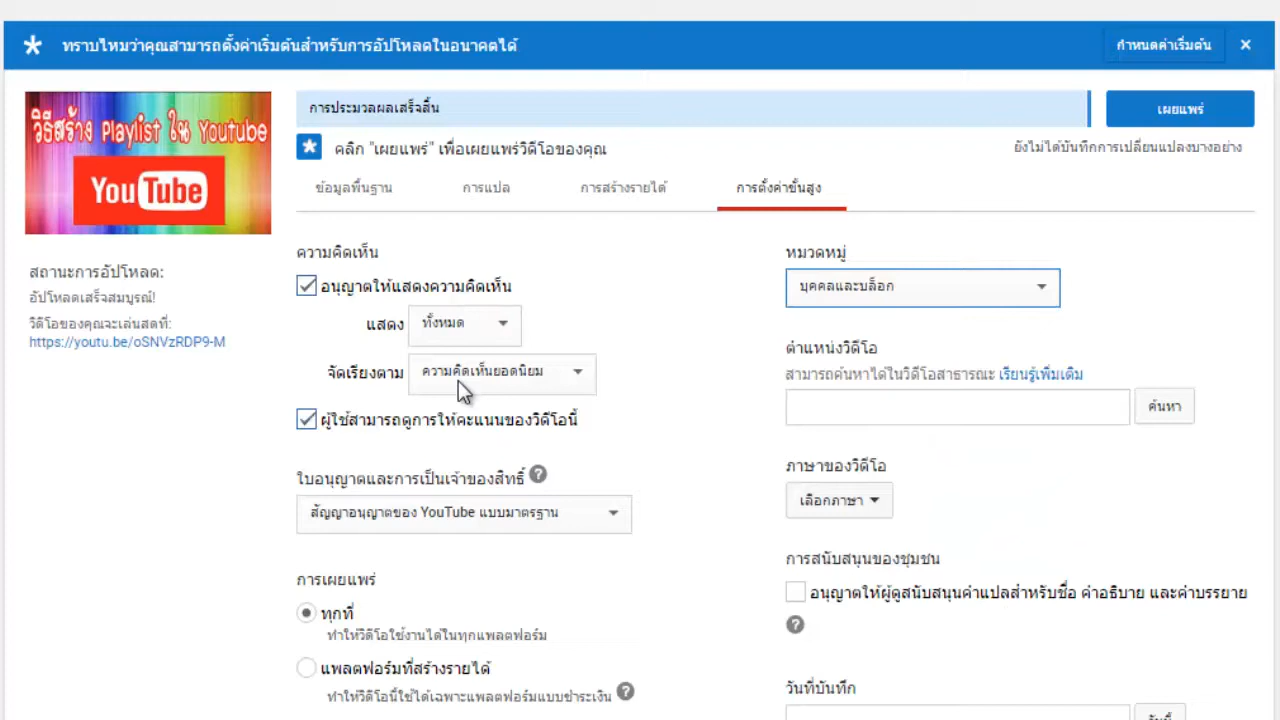 ทราบไหมว่าคุณสามารถตั้งค่าเริ่มต้นสำหรับการอัปโหลดในอนาคตได้
กำหนดค่าเริ่มต้น
วิธีสร้าง Playlist ใน Youtube
YouTube
การประมวลผลเสร็จสิ้น
เผยแพร่
คลิก "เผยแพร่" เพื่อเผยแพร่วิดีโอของคุณ
ยังไม่ได้บันทึกการเปลี่ยนแปลงบางอย่าง
ข้อมูลพื้นฐาน
การแปล
การสร้างรายได้
การตั้งค่าขั้นสูง
สถานะการอัปโหลด:
อัปโหลดเสร็จสมบูรณ์!
วิดีโอของคุณจะเล่นสดที่:
https://youtu.be/oSNVzRDP9-M
ความคิดเห็น
อนุญาตให้แสดงความคิดเห็น
แสดง
ทั้งหมด
จัดเรียงตาม
ความคิดเห็นยอดนิยม
ผู้ใช้สามารถดูการให้คะแนนของวิดีโอนี้
ใบอนุญาตและการเป็นเจ้าของสิทธิ์
สัญญาอนุญาตของ YouTube แบบมาตรฐาน
การเผยแพร่
ทุกที่
ทำให้วิดีโอใช้งานได้ในทุกแพลตฟอร์ม
แพลตฟอร์มที่สร้างรายได้
ทำให้วิดีโอนี้ใช้ได้เฉพาะแพลตฟอร์มแบบชำระเงิน
หมวดหมู่
บุคคลและบล็อก
ตำแหน่งวิดีโอ
สามารถค้นหาได้ในวิดีโอสาธารณะ เรียนรู้เพิ่มเติม
ค้นหา
ภาษาของวิดีโอ
เลือกภาษา
การสนับสนุนของชุมชน
อนุญาตให้ผู้ดูสนับสนุนคำแปลสำหรับชื่อ คำอธิบาย และคำบรรยาย
วันที่บันทึก
วันนี้